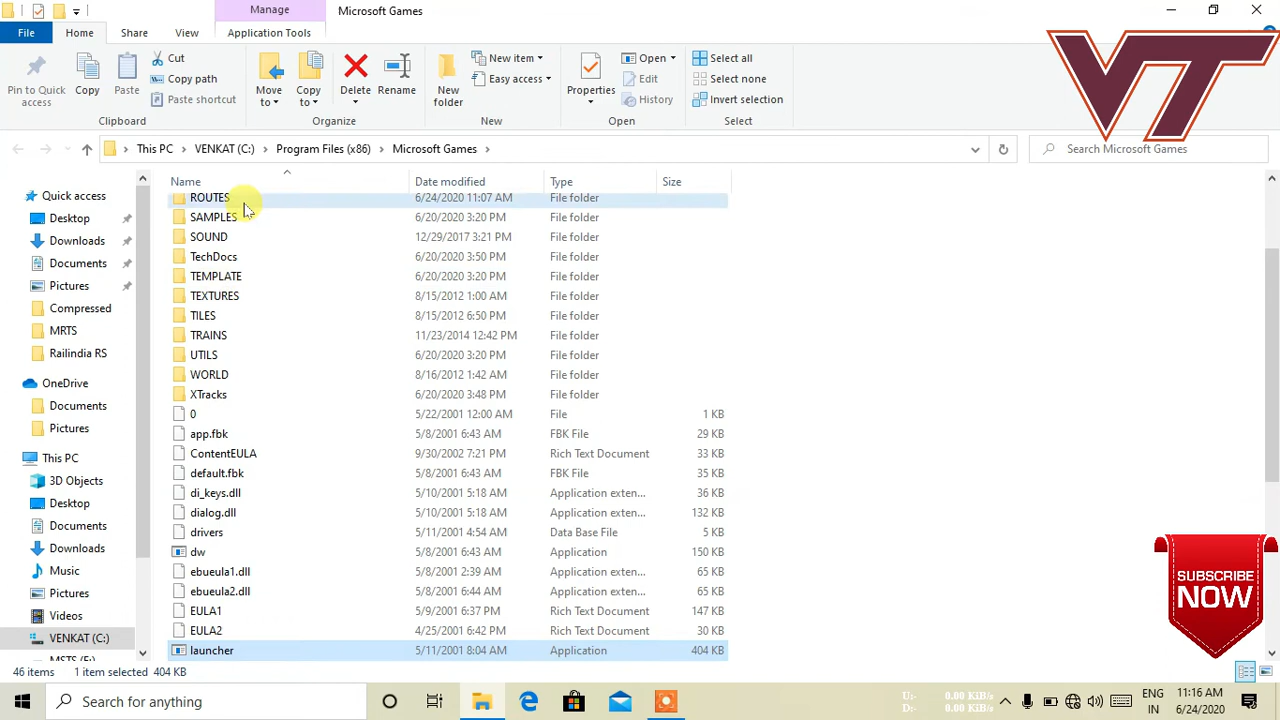 Manage
Microsoft Games
File
Home
Share
View
Application Tools
Pin to Quick access
Copy
Paste
Cut
Copy path
Paste shortcut
Clipboard
Move to
Copy to
Delete
Rename
Organize
New folder
New item
Easy access
New
Properties
Open
Edit
History
Open
Select all
Select none
Invert selection
Select
VT
This PC > VENKAT (C:) > Program Files (x86) > Microsoft Games >
Search Microsoft Games
Name Date modified Type Size
Quick access
Desktop
Downloads
Documents
Pictures
Compressed
MRTS
Railindia RS
OneDrive
Documents
Pictures
This PC
3D Objects
Desktop
Documents
Downloads
Music
Pictures
Videos
VENKAT (C:)
MSTS (F:)
ROUTES 6/24/2020 11:07 AM File folder
SAMPLES 6/20/2020 3:20 PM File folder
SOUND 12/29/2017 3:21 PM File folder
TechDocs 6/20/2020 3:50 PM File folder
TEMPLATE 6/20/2020 3:20 PM File folder
TEXTURES 8/15/2012 1:00 AM File folder
TILES 8/15/2012 6:50 PM File folder
TRAINS 11/23/2014 12:42 PM File folder
UTILS 6/20/2020 3:20 PM File folder
WORLD 8/16/2012 1:42 AM File folder
XTracks 6/20/2020 3:48 PM File folder
0 5/22/2001 12:00 AM File 1 KB
app.fbk 5/8/2001 6:43 AM FBK File 29 KB
ContentEULA 9/30/2002 7:21 PM Rich Text Document 33 KB
default.fbk 5/8/2001 6:43 AM FBK File 35 KB
di_keys.dll 5/10/2001 5:18 AM Application exten... 36 KB
dialog.dll 5/10/2001 5:18 AM Application exten... 132 KB
drivers 5/11/2001 4:54 AM Data Base File 5 KB
dw 5/8/2001 6:43 AM Application 150 KB
ebueula1.dll 5/8/2001 2:39 AM Application exten... 65 KB
ebueula2.dll 5/8/2001 6:44 AM Application exten... 65 KB
EULA1 5/9/2001 6:37 PM Rich Text Document 147 KB
EULA2 4/25/2001 6:42 PM Rich Text Document 30 KB
launcher 5/11/2001 8:04 AM Application 404 KB
SUBSCRIBE
NOW
46 items 1 item selected 404 KB
Search for anything
U:- 0.00 KiB/s
D:- 0.00 KiB/s
ENG
IN
11:16 AM
6/24/2020